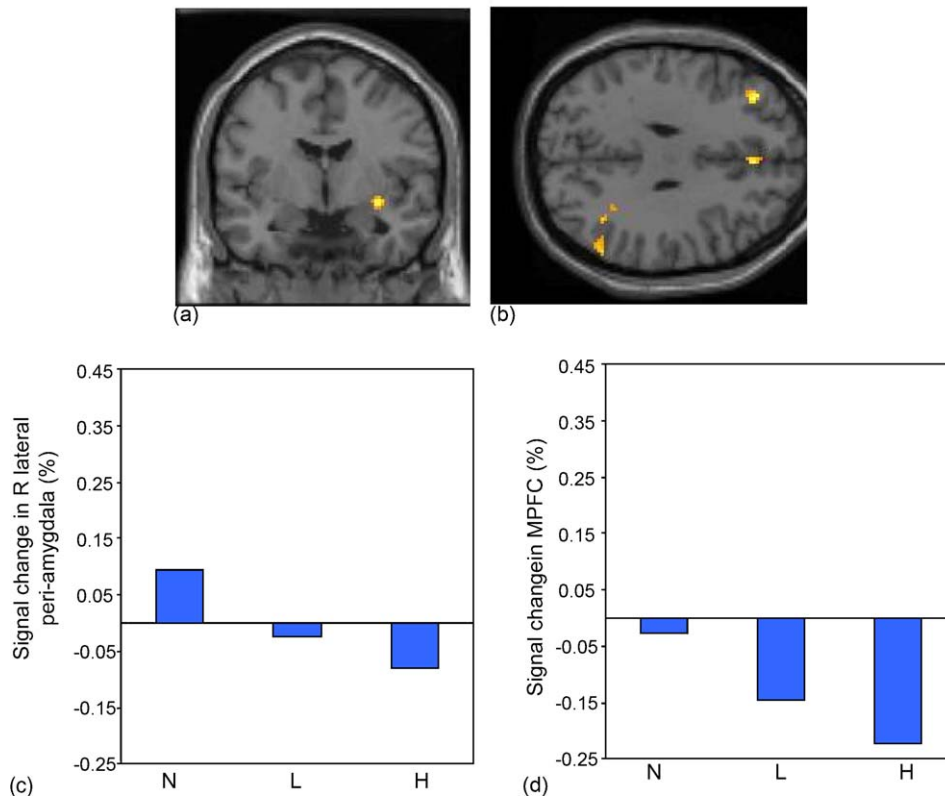 (a)
(b)
Signal change in R lateral
peri-amygdala (%)
0.45
0.35
0.25
0.15
0.05
-0.05
-0.15
-0.25
N L H
(c)
Signal changein MPFC (%)
0.45
0.35
0.25
0.15
0.05
-0.05
-0.15
-0.25
N L H
(d)